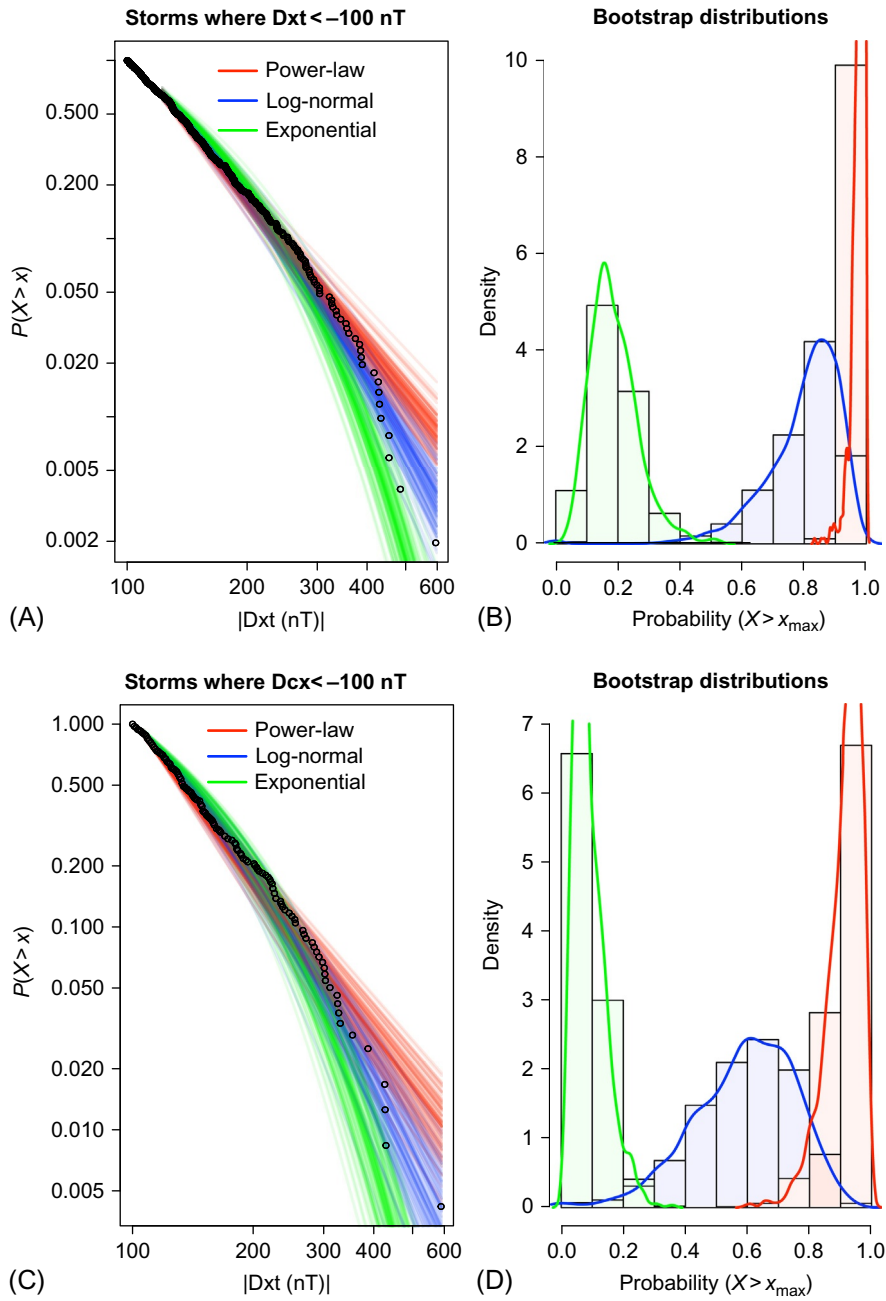 Storms where Dxt < –100 nT
Power-law
Log-normal
Exponential
0.500
0.200
0.050
0.020
0.005
0.002
P(X > x)
100
200
300
400
600
|Dxt (nT)|
(A)
Bootstrap distributions
10
8
6
4
2
0
Density
0.0
0.2
0.4
0.6
0.8
1.0
Probability (X > xmax)
(B)
Storms where Dcx < –100 nT
Power-law
Log-normal
Exponential
1.000
0.500
0.200
0.100
0.050
0.020
0.010
0.005
P(X > x)
100
200
300
400
600
|Dxt (nT)|
(C)
Bootstrap distributions
7
6
5
4
3
2
1
0
Density
0.0
0.2
0.4
0.6
0.8
1.0
Probability (X > xmax)
(D)